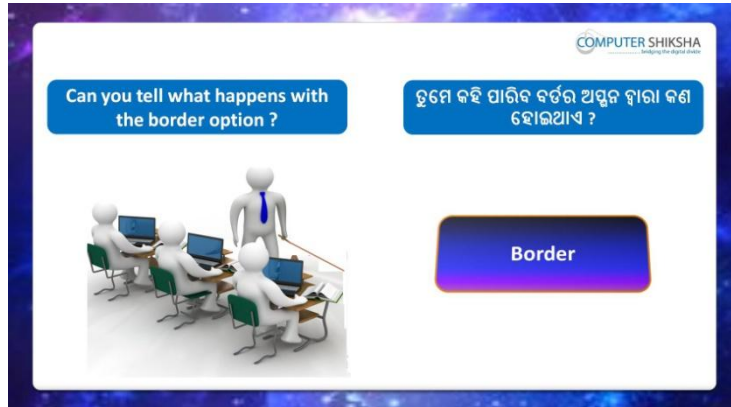 COMPUTER SHIKSHA
... bridging the digital divide
Can you tell what happens with
the border option ?
ତୁମେ କହି ପାରିବ ବର୍ଡର ଅପ୍ସନ ଦ୍ୱାରା କଣ
ହୋଇଥାଏ ?
Border